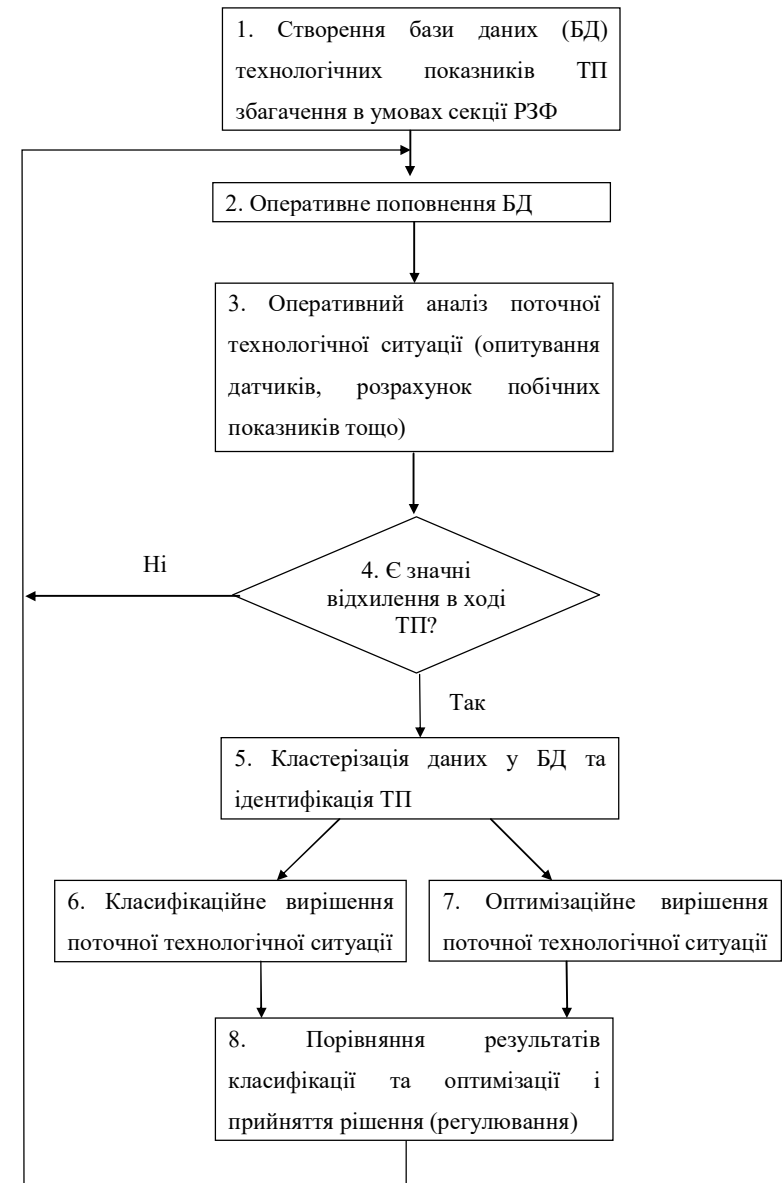 1. Створення бази даних (БД)
технологічних показників ТП
збагачення в умовах секції РЗФ
2. Оперативне поповнення БД
3. Оперативний аналіз поточної
технологічної ситуації (опитування
датчиків, розрахунок побічних
показників тощо)
Ні
4. Є значні
відхилення в ході
ТП?
Так
5. Кластерізація даних у БД та
ідентифікація ТП
6. Класифікаційне вирішення
поточної технологічної ситуації
7. Оптимізаційне вирішення
поточної технологічної ситуації
8. Порівняння результатів
класифікації та оптимізації і
прийняття рішення (регулювання)